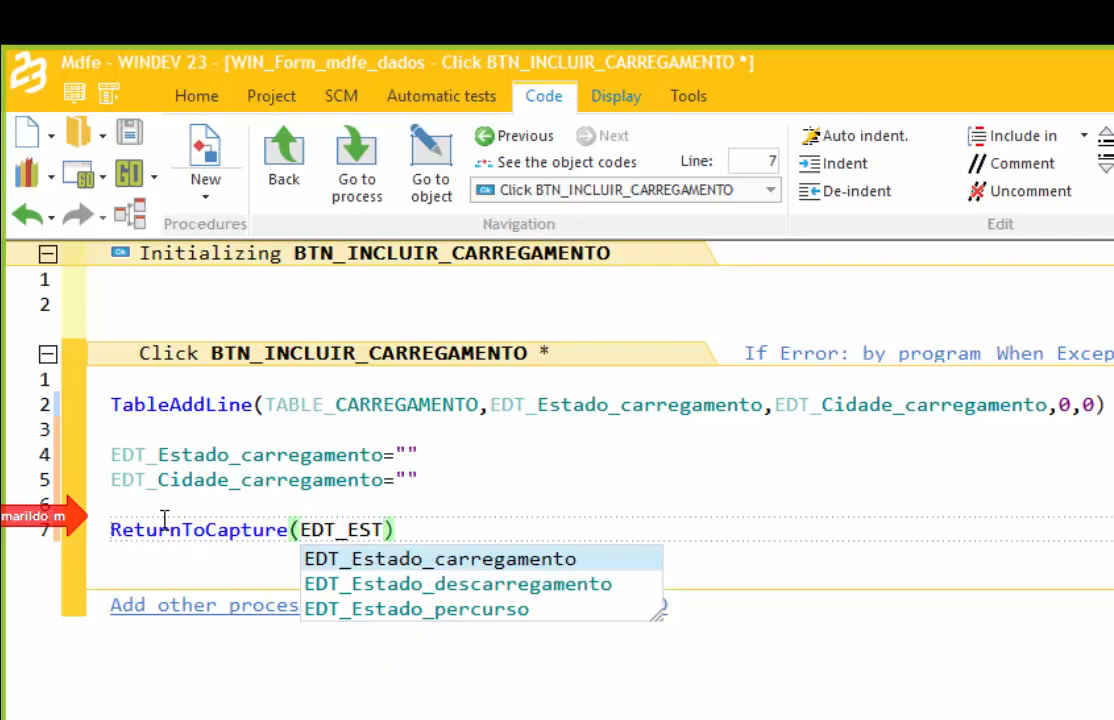 23 Mdfe - WINDEV 23 - [WIN_Form_mdfe_dados - Click BTN_INCLUIR_CARREGAMENTO *]
Home Project SCM Automatic tests Code Display Tools
GO GO New Back Go to process Go to object
Previous Next
See the object codes Line: 7
Click BTN_INCLUIR_CARREGAMENTO
Auto indent. Include in
Indent // Comment
De-indent Uncomment
Procedures Navigation Edit
Initializing BTN_INCLUIR_CARREGAMENTO
1
2
Click BTN_INCLUIR_CARREGAMENTO * If Error: by program When Excep
1
2 TableAddLine(TABLE_CARREGAMENTO,EDT_Estado_carregamento,EDT_Cidade_carregamento,0,0)
3
4 EDT_Estado_carregamento=""
5 EDT_Cidade_carregamento=""
6
marildo m
7 ReturnToCapture(EDT_EST)
EDT_Estado_carregamento
EDT_Estado_descarregamento
Add other proces EDT_Estado_percurso